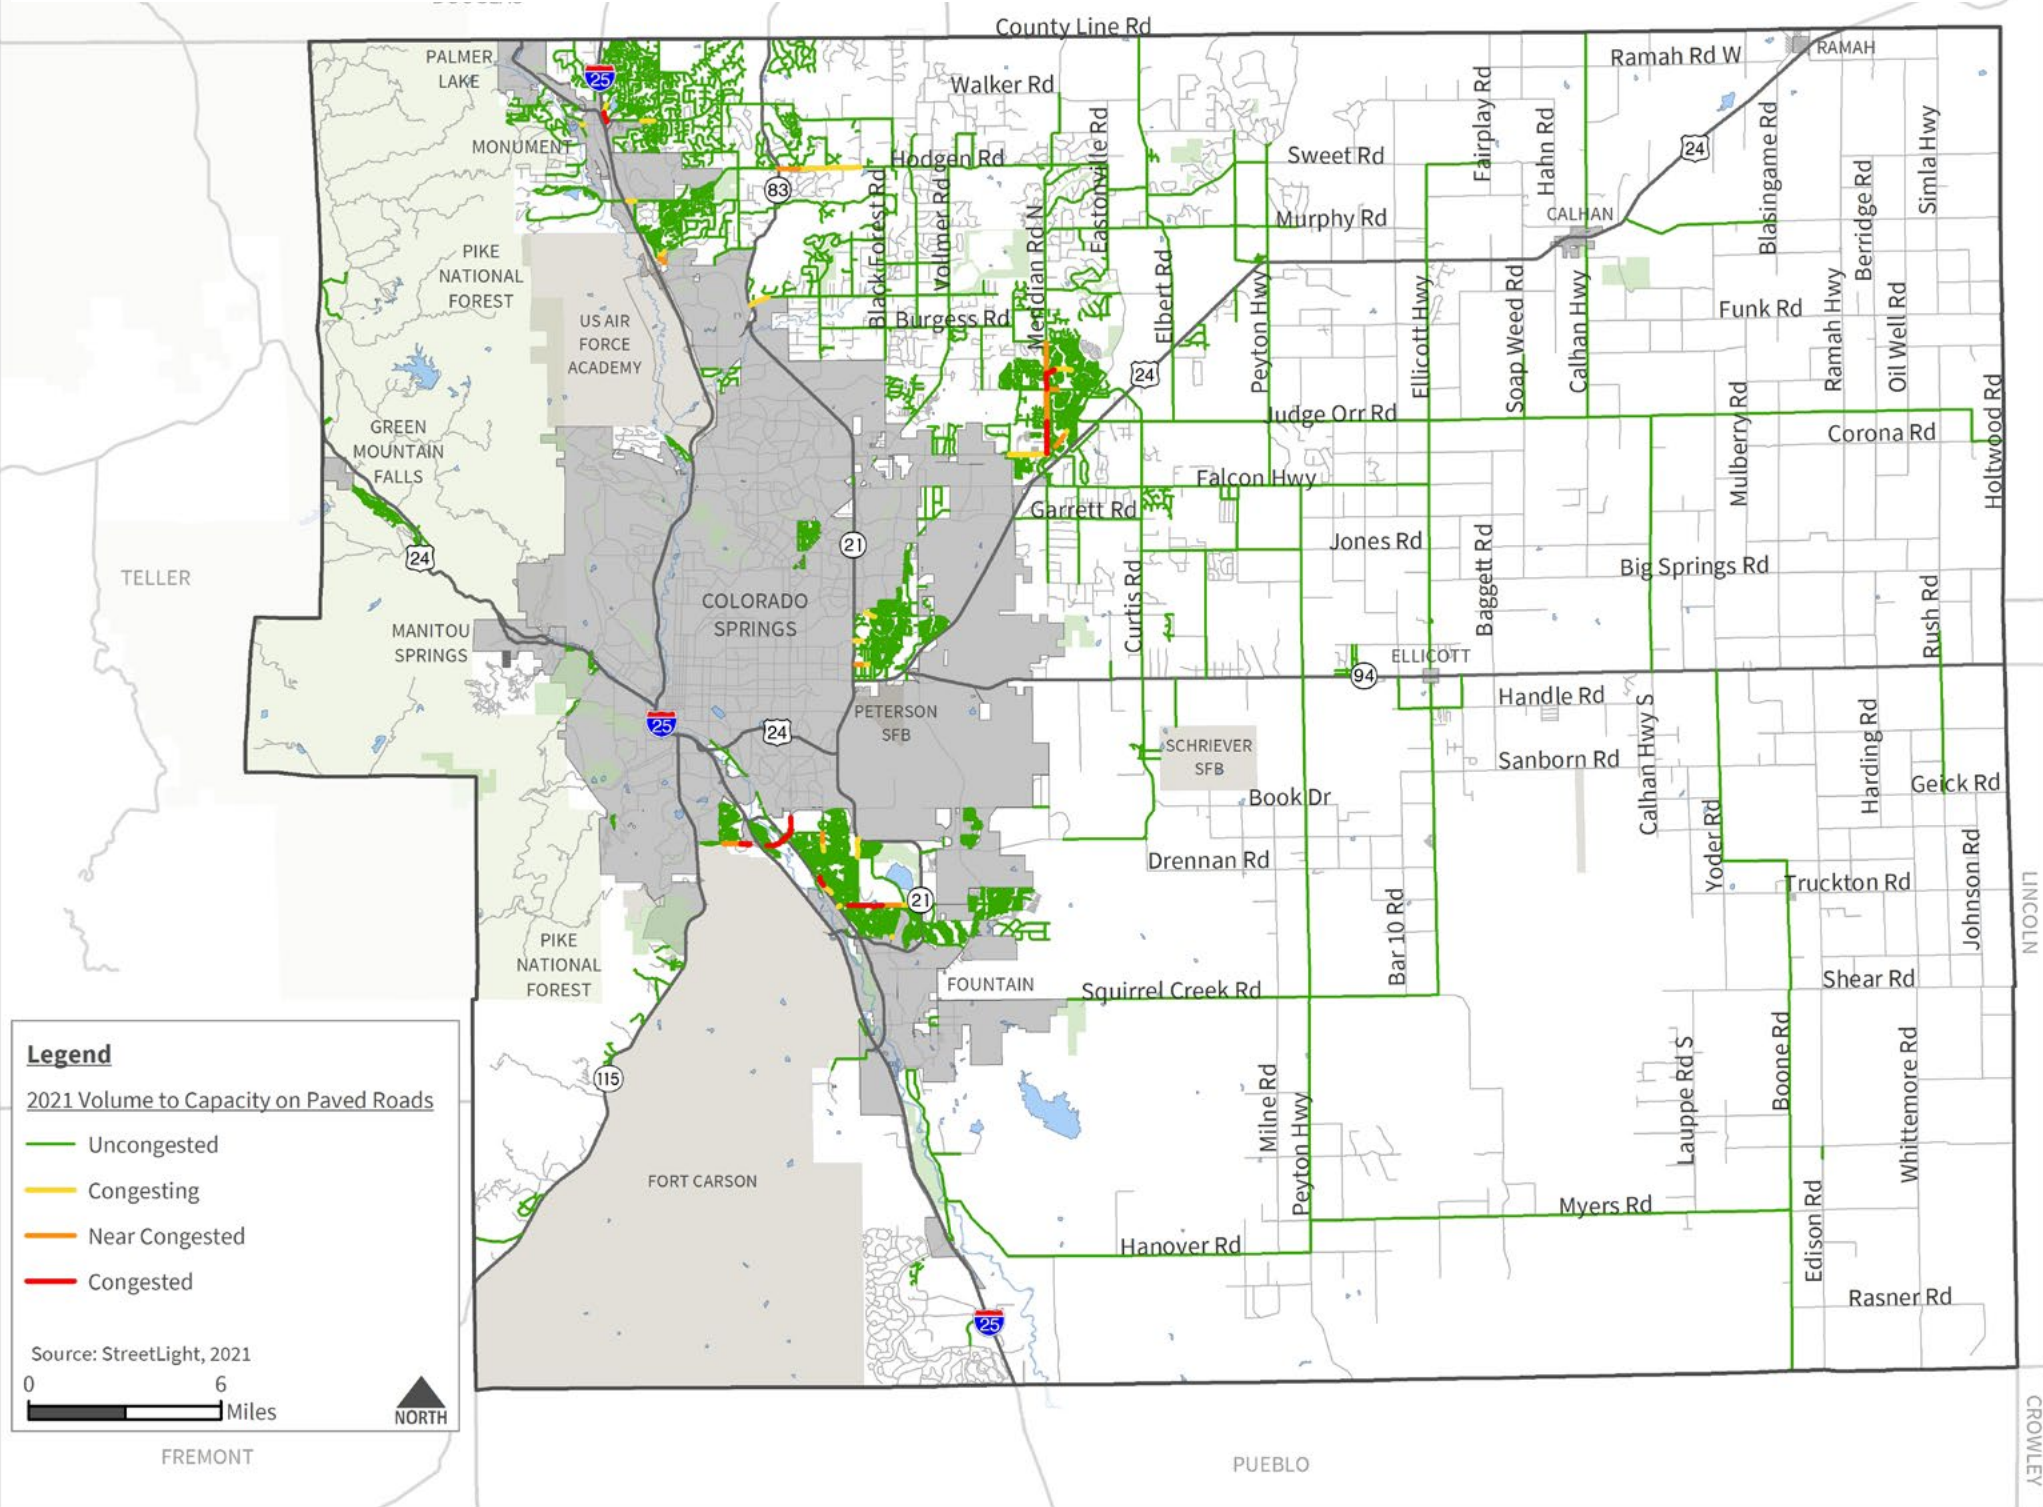 DOUGLAS
County Line Rd
PALMER
LAKE
25
Walker Rd
Ramah Rd W
RAMAH
Fairplay Rd
Hahn Rd
Blasingame Rd
Simla Hwy
24
MONUMENT
Hodgen Rd
Eastonville Rd
Sweet Rd
83
Black Forest Rd
Vollmer Rd
Meridian Rd N
Murphy Rd
CALHAN
Berridge Rd
PIKE
NATIONAL
FOREST
Elbert Rd
Peyton Hwy
Ellicott Hwy
Soap Weed Rd
Calhan Hwy
Funk Rd
Ramah Hwy
Oil Well Rd
US AIR
FORCE
ACADEMY
Burgess Rd
24
Judge Orr Rd
Mulberry Rd
Corona Rd
Holtwood Rd
GREEN
MOUNTAIN
FALLS
Falcon Hwy
Garrett Rd
24
21
Jones Rd
Baggett Rd
Big Springs Rd
TELLER
COLORADO
SPRINGS
Curtis Rd
Rush Rd
MANITOU
SPRINGS
ELLICOTT
94
Handle Rd
25
24
PETERSON
SFB
SCHRIEVER
SFB
Calhan Hwy S
Harding Rd
Sanborn Rd
Geick Rd
Book Dr
Yoder Rd
Drennan Rd
Johnson Rd
Truckton Rd
LINCOLN
21
Bar 10 Rd
PIKE
NATIONAL
FOREST
FOUNTAIN
Squirrel Creek Rd
Shear Rd
Legend
2021 Volume to Capacity on Paved Roads
Uncongested
Congesting
Near Congested
Congested
Source: StreetLight, 2021
0 6
Miles
NORTH
115
Milne Rd
Peyton Hwy
Lauppe Rd S
Boone Rd
Whittemore Rd
FORT CARSON
Myers Rd
Edison Rd
Hanover Rd
Rasner Rd
25
FREMONT
PUEBLO
CROWLEY